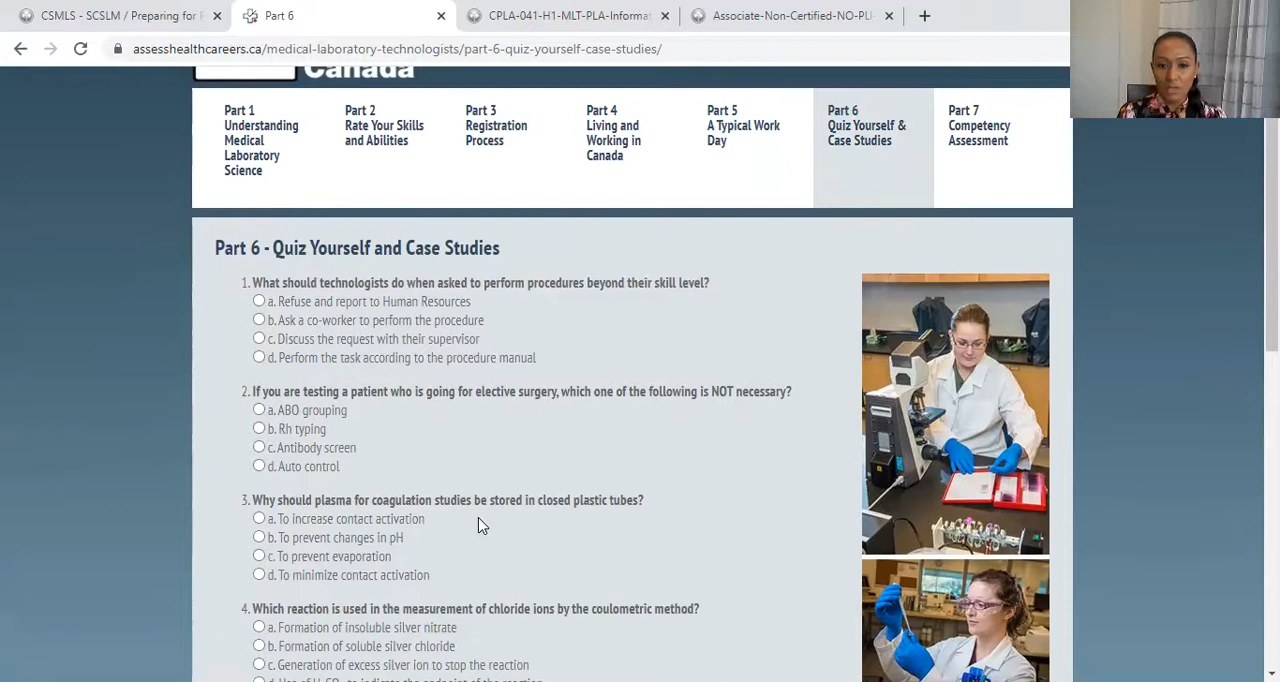 CSMLS - SCSLM / Preparing for
Part 6
CPLA-041-H1-MLT-PLA-Informat
Associate-Non-Certified-NO-PLI
assesshealthcareers.ca/medical-laboratory-technologists/part-6-quiz-yourself-case-studies/
Canada
Part 1
Understanding
Medical
Laboratory
Science
Part 2
Rate Your Skills
and Abilities
Part 3
Registration
Process
Part 4
Living and
Working in
Canada
Part 5
A Typical Work
Day
Part 6
Quiz Yourself &
Case Studies
Part 7
Competency
Assessment
Part 6 - Quiz Yourself and Case Studies
1. What should technologists do when asked to perform procedures beyond their skill level?
a. Refuse and report to Human Resources
b. Ask a co-worker to perform the procedure
c. Discuss the request with their supervisor
d. Perform the task according to the procedure manual
2. If you are testing a patient who is going for elective surgery, which one of the following is NOT necessary?
a. ABO grouping
b. Rh typing
c. Antibody screen
d. Auto control
3. Why should plasma for coagulation studies be stored in closed plastic tubes?
a. To increase contact activation
b. To prevent changes in pH
c. To prevent evaporation
d. To minimize contact activation
4. Which reaction is used in the measurement of chloride ions by the coulometric method?
a. Formation of insoluble silver nitrate
b. Formation of soluble silver chloride
c. Generation of excess silver ion to stop the reaction